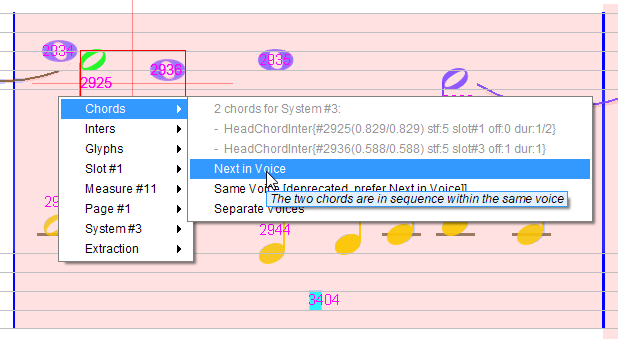 2934
2936
2935
2925
Chords
Inters
Glyphs
Slot #1
Measure #11
Page #1
System #3
Extraction
2 chords for System #3:
- HeadChordInter{#2925(0.829/0.829) stf:5 slot#1 off:0 dur:1/2}
- HeadChordInter{#2936(0.588/0.588) stf:5 slot#3 off:1 dur:1}
Next in Voice
Same Voice [deprecated, prefer Next in Voice]]
The two chords are in sequence within the same voice
Separate Voices
2944
3404